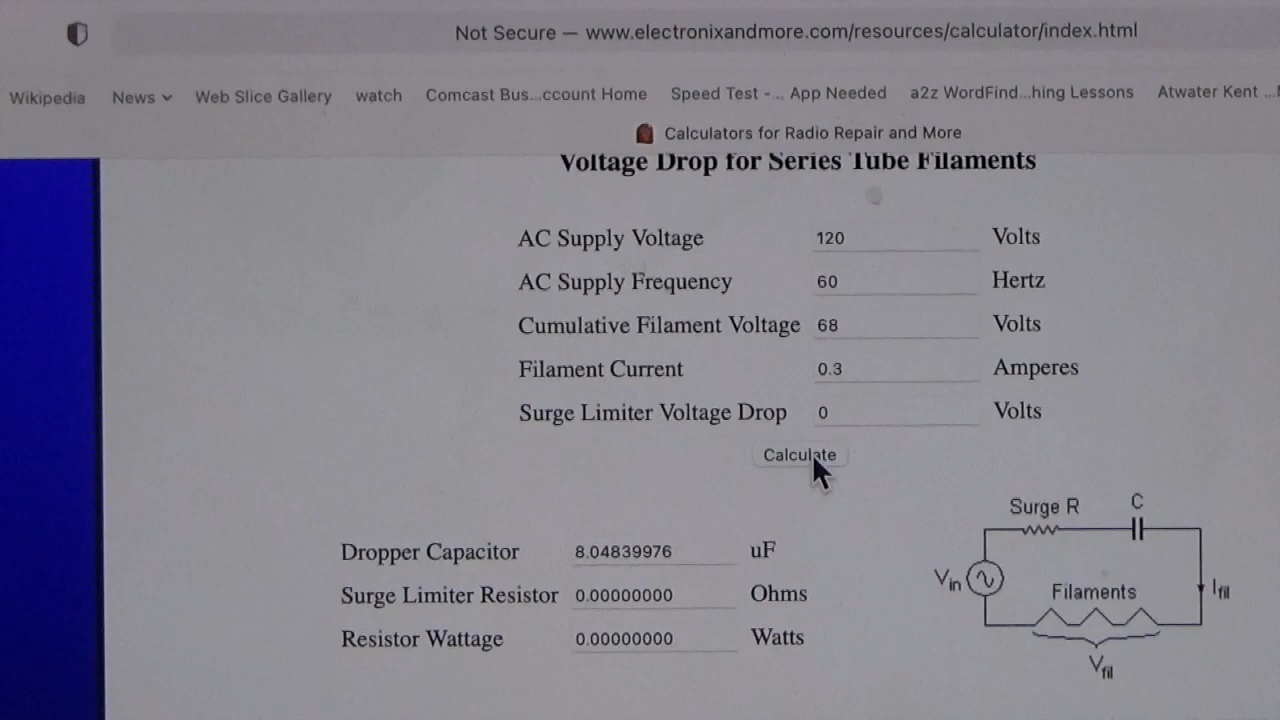 Not Secure — www.electronixandmore.com/resources/calculator/index.html
Wikipedia News Web Slice Gallery watch Comcast Bus...ccount Home Speed Test -... App Needed a2z WordFind...hing Lessons Atwater Kent ...
Calculators for Radio Repair and More
Voltage Drop for Series Tube Filaments
AC Supply Voltage 120 Volts
AC Supply Frequency 60 Hertz
Cumulative Filament Voltage 68 Volts
Filament Current 0.3 Amperes
Surge Limiter Voltage Drop 0 Volts
Calculate
Surge R C
Dropper Capacitor 8.04839976 uF
Vin Ifil
Surge Limiter Resistor 0.00000000 Ohms
Filaments
Resistor Wattage 0.00000000 Watts
Vfil